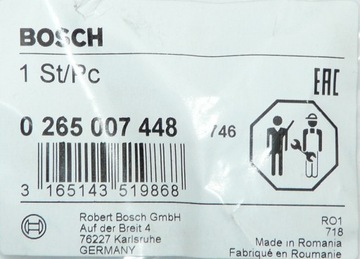 BOSCH
1 St/Pc
EAC
0 265 007 448 746
3 165143 519868
Robert Bosch GmbH
Auf der Breit 4
76227 Karlsruhe
GERMANY
RO1
718
Made in Romania
Fabriqué en Roumanie